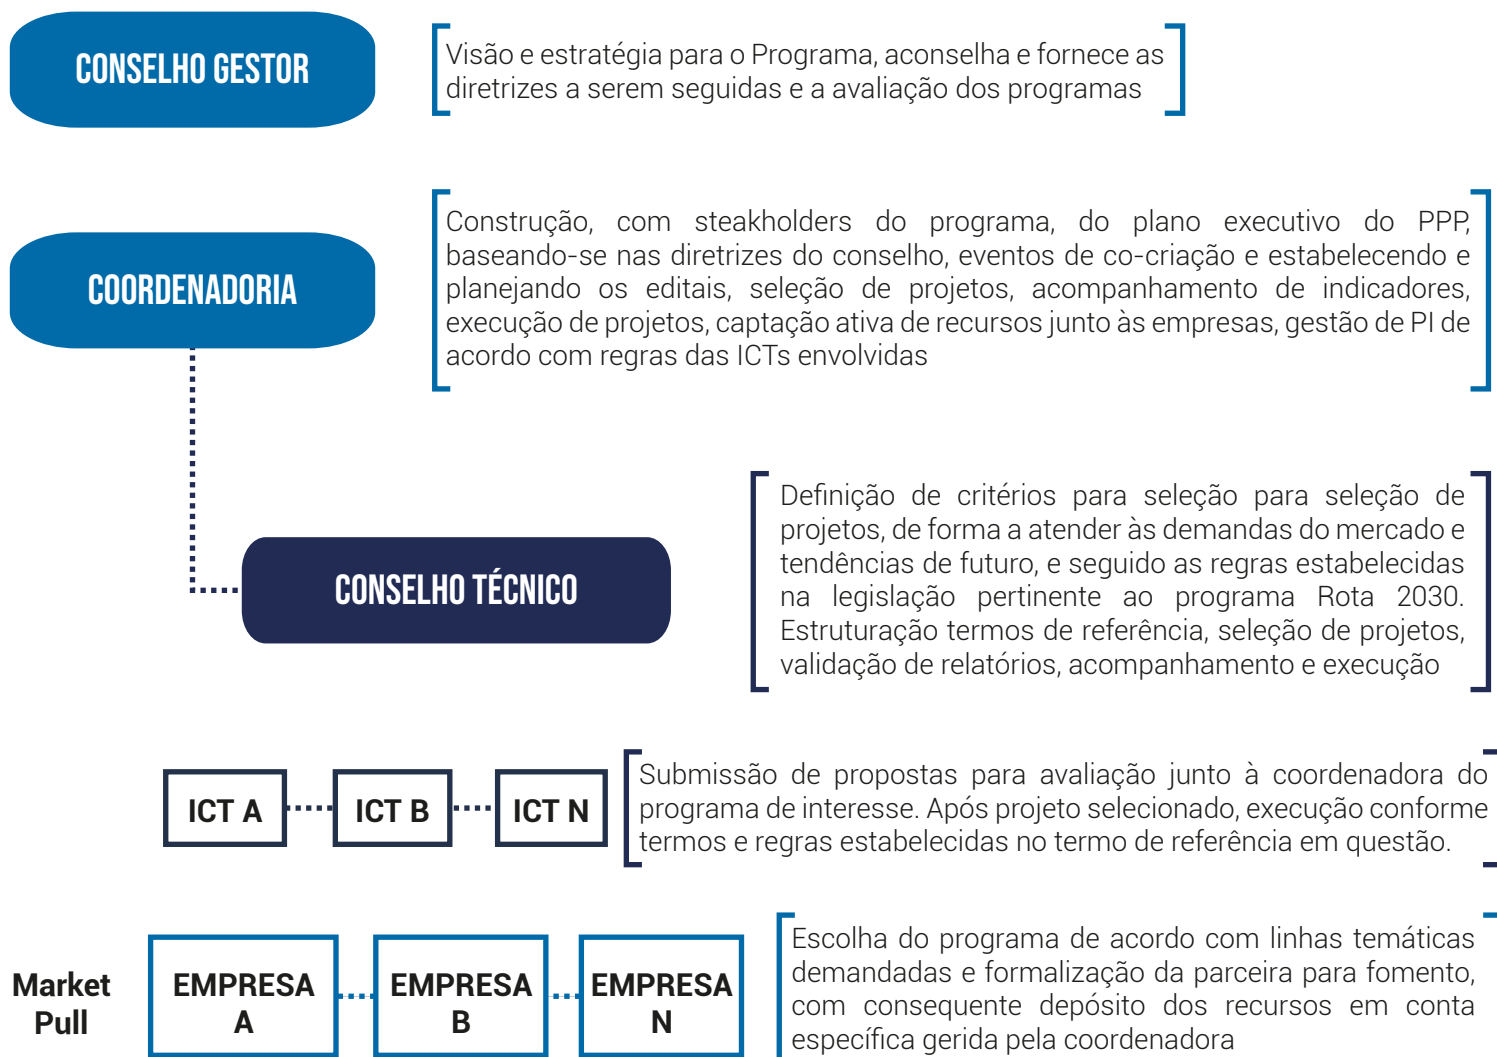 CONSELHO GESTOR
Visão e estratégia para o Programa, aconselha e fornece as
diretrizes a serem seguidas e a avaliação dos programas
COORDENADORIA
Construção, com steakholders do programa, do plano executivo do PPP,
baseando-se nas diretrizes do conselho, eventos de co-criação e estabelecendo e
planejando os editais, seleção de projetos, acompanhamento de indicadores,
execução de projetos, captação ativa de recursos junto às empresas, gestão de PI de
acordo com regras das ICTs envolvidas
CONSELHO TÉCNICO
Definição de critérios para seleção para seleção de
projetos, de forma a atender às demandas do mercado e
tendências de futuro, e seguido as regras estabelecidas
na legislação pertinente ao programa Rota 2030.
Estruturação termos de referência, seleção de projetos,
validação de relatórios, acompanhamento e execução
ICT A
ICT B
ICT N
Submissão de propostas para avaliação junto à coordenadora do
programa de interesse. Após projeto selecionado, execução conforme
termos e regras estabelecidas no termo de referência em questão.
Market
Pull
EMPRESA
A
EMPRESA
B
EMPRESA
N
Escolha do programa de acordo com linhas temáticas
demandadas e formalização da parceira para fomento,
com consequente depósito dos recursos em conta
específica gerida pela coordenadora